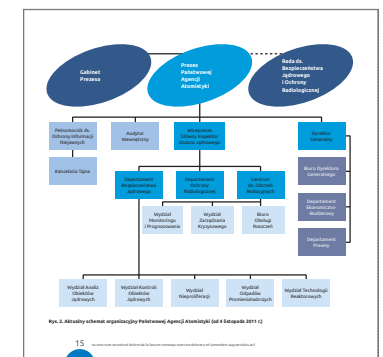 Gabinet
Prezesa
Prezes
Państwowej
Agencji
Atomistyki
Rada ds.
Bezpieczeństwa
Jądrowego
i Ochrony
Radiologicznej
Pełnomocnik ds.
Ochrony Informacji
Niejawnych
Audytor
Wewnętrzny
Wiceprezes
Główny Inspektor
Dozoru Jądrowego
Dyrektor
Generalny
Kancelaria Tajna
Departament
Bezpieczeństwa
Jądrowego
Departament
Ochrony
Radiologicznej
Centrum
ds. Zdarzeń
Radiacyjnych
Biuro Dyrektora
Generalnego
Wydział
Monitoringu
i Prognozowania
Wydział
Zarządzania
Kryzysowego
Biuro
Obsługi
Roszczeń
Departament
Ekonomiczno-
Budżetowy
Departament
Prawny
Wydział Analiz
Obiektów
Jądrowych
Wydział Kontroli
Obiektów
Jądrowych
Wydział
Nieproliferacji
Wydział
Odpadów
Promieniotwórczych
Wydział Technologii
Reaktorowych
Rys. 2. Aktualny schemat organizacyjny Państwowej Agencji Atomistyki (od 4 listopada 2011 r.)
15